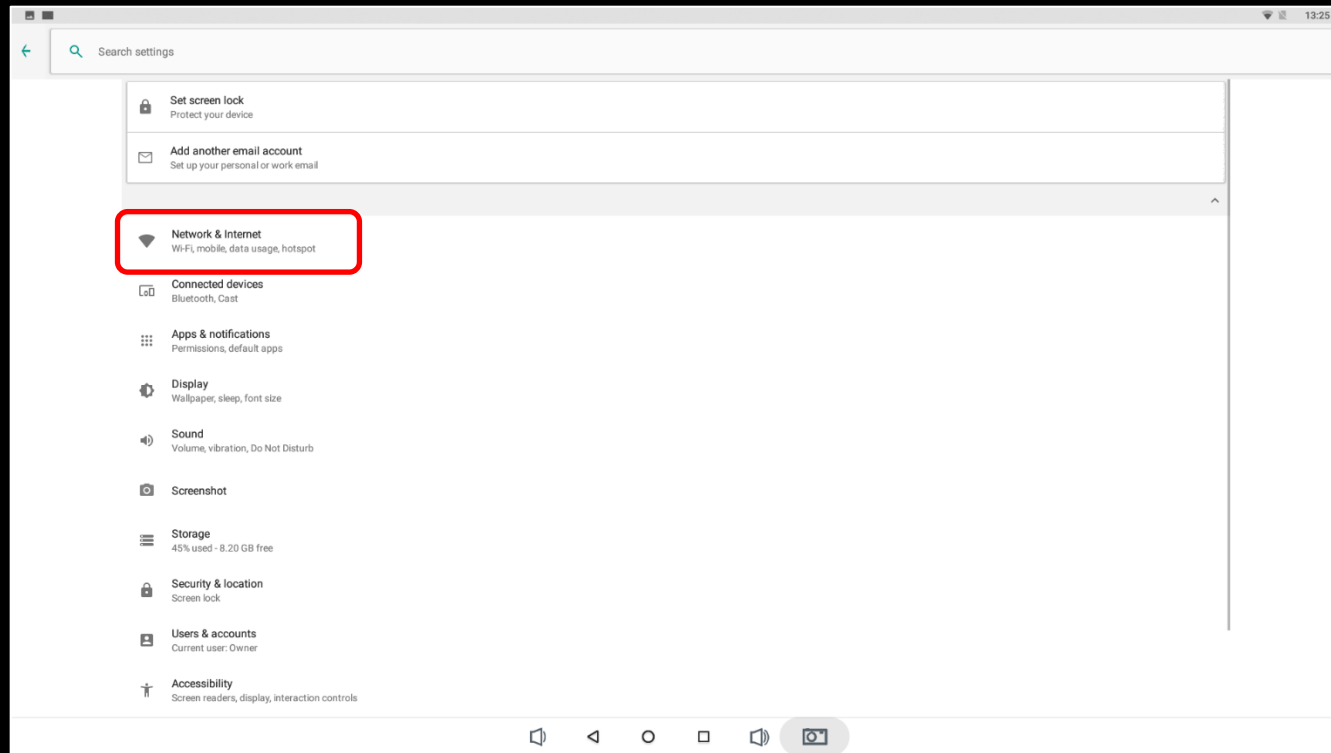 13:25
Search settings
Set screen lock
Protect your device
Add another email account
Set up your personal or work email
Network & Internet
Wi-Fi, mobile, data usage, hotspot
Connected devices
Bluetooth, Cast
Apps & notifications
Permissions, default apps
Display
Wallpaper, sleep, font size
Sound
Volume, vibration, Do Not Disturb
Screenshot
Storage
45% used - 8.20 GB free
Security & location
Screen lock
Users & accounts
Current user: Owner
Accessibility
Screen readers, display, interaction controls